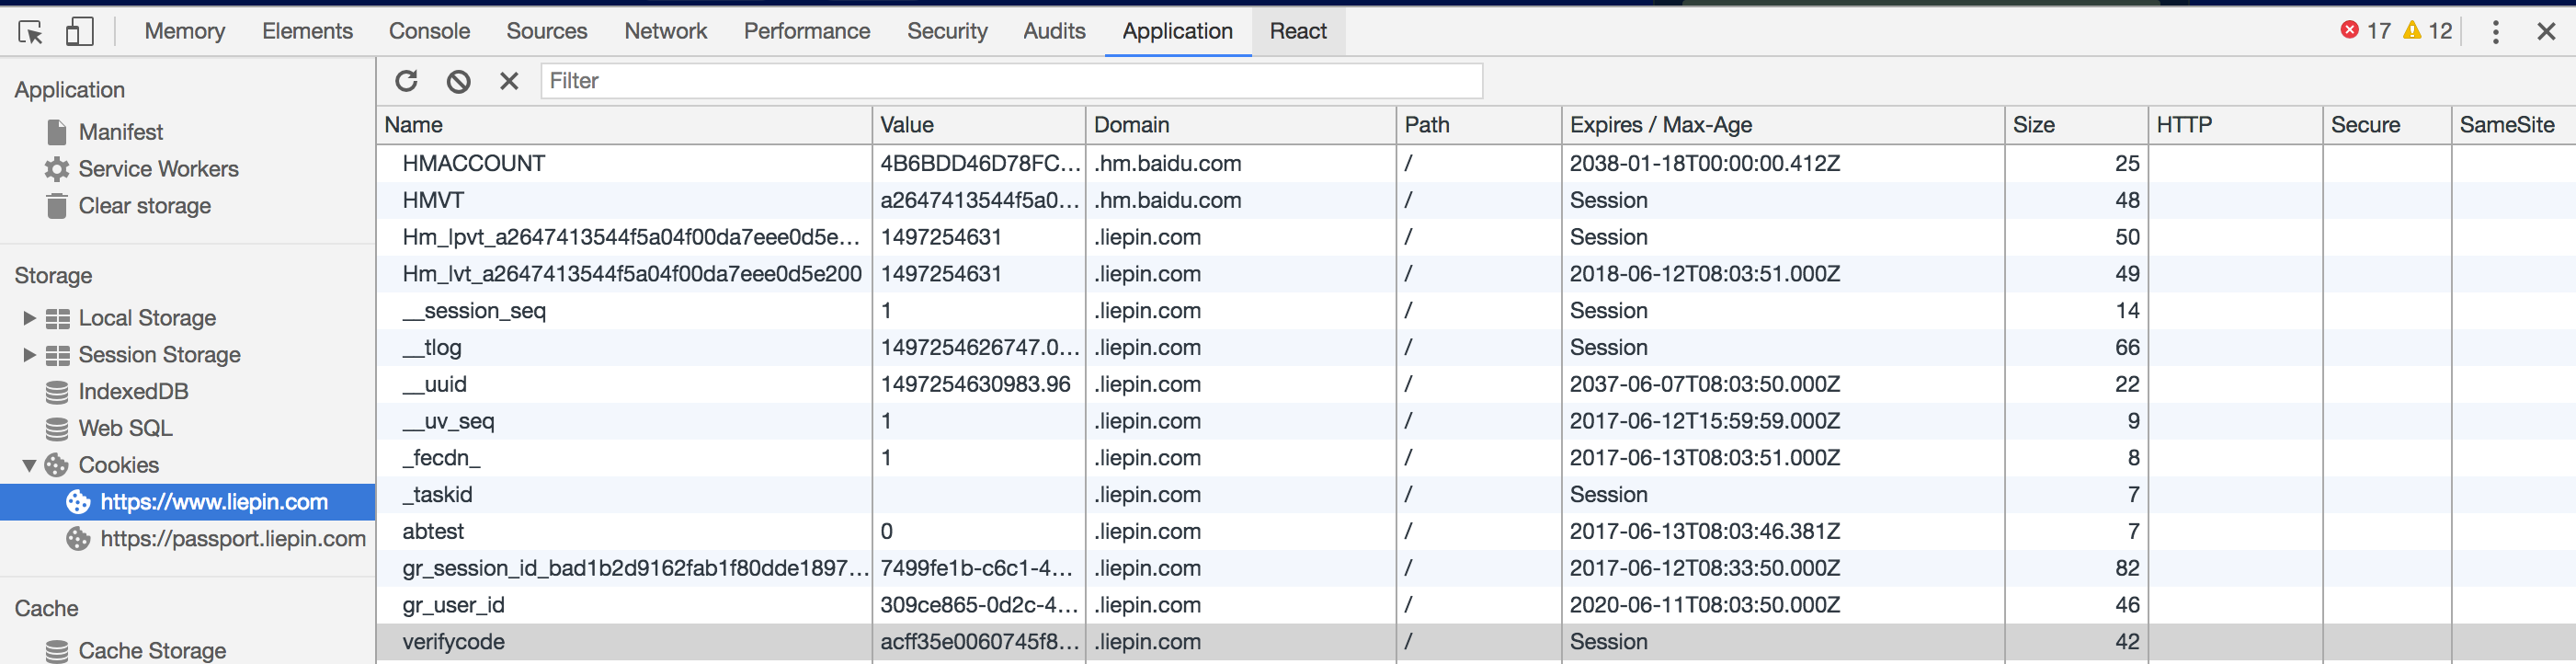 Memory Elements Console Sources Network Performance Security Audits Application React 17 12
Application
Manifest
Service Workers
Clear storage
Storage
Local Storage
Session Storage
IndexedDB
Web SQL
Cookies
https://www.liepin.com
https://passport.liepin.com
Cache
Cache Storage
Filter
Name Value Domain Path Expires / Max-Age Size HTTP Secure SameSite
HMACCOUNT 4B6BDD46D78FC... .hm.baidu.com / 2038-01-18T00:00:00.412Z 25
HMVT a2647413544f5a0... .hm.baidu.com / Session 48
Hm_lpvt_a2647413544f5a04f00da7eee0d5e... 1497254631 .liepin.com / Session 50
Hm_lvt_a2647413544f5a04f00da7eee0d5e200 1497254631 .liepin.com / 2018-06-12T08:03:51.000Z 49
__session_seq 1 .liepin.com / Session 14
__tlog 1497254626747.0... .liepin.com / Session 66
__uuid 1497254630983.96 .liepin.com / 2037-06-07T08:03:50.000Z 22
__uv_seq 1 .liepin.com / 2017-06-12T15:59:59.000Z 9
_fecdn_ 1 .liepin.com / 2017-06-13T08:03:51.000Z 8
_taskid .liepin.com / Session 7
abtest 0 .liepin.com / 2017-06-13T08:03:46.381Z 7
gr_session_id_bad1b2d9162fab1f80dde1897... 7499fe1b-c6c1-4... .liepin.com / 2017-06-12T08:33:50.000Z 82
gr_user_id 309ce865-0d2c-4... .liepin.com / 2020-06-11T08:03:50.000Z 46
verifycode acff35e0060745f8... .liepin.com / Session 42